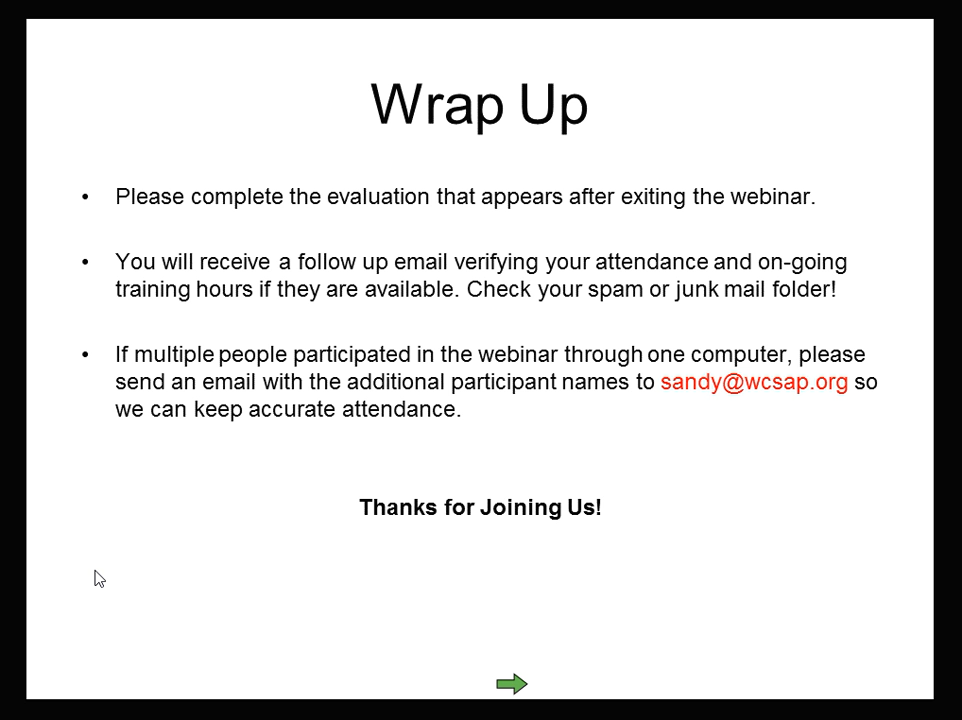 Wrap Up
• Please complete the evaluation that appears after exiting the webinar.
• You will receive a follow up email verifying your attendance and on-going
training hours if they are available. Check your spam or junk mail folder!
• If multiple people participated in the webinar through one computer, please
send an email with the additional participant names to sandy@wcsap.org so
we can keep accurate attendance.
Thanks for Joining Us!